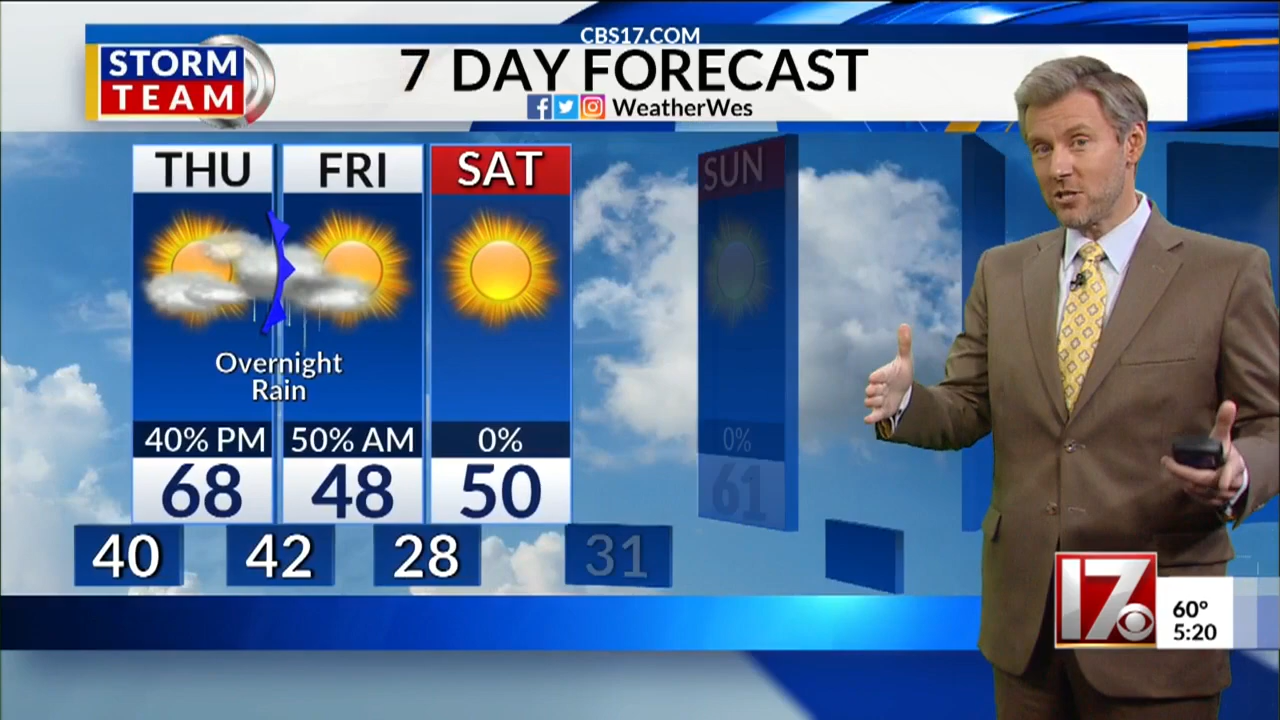 CBS17.COM
STORM TEAM
7 DAY FORECAST
WeatherWes
THU
FRI
SAT
SUN
Overnight
Rain
40% PM
50% AM
0%
0%
68
48
50
61
40
42
28
31
17
60°
5:20